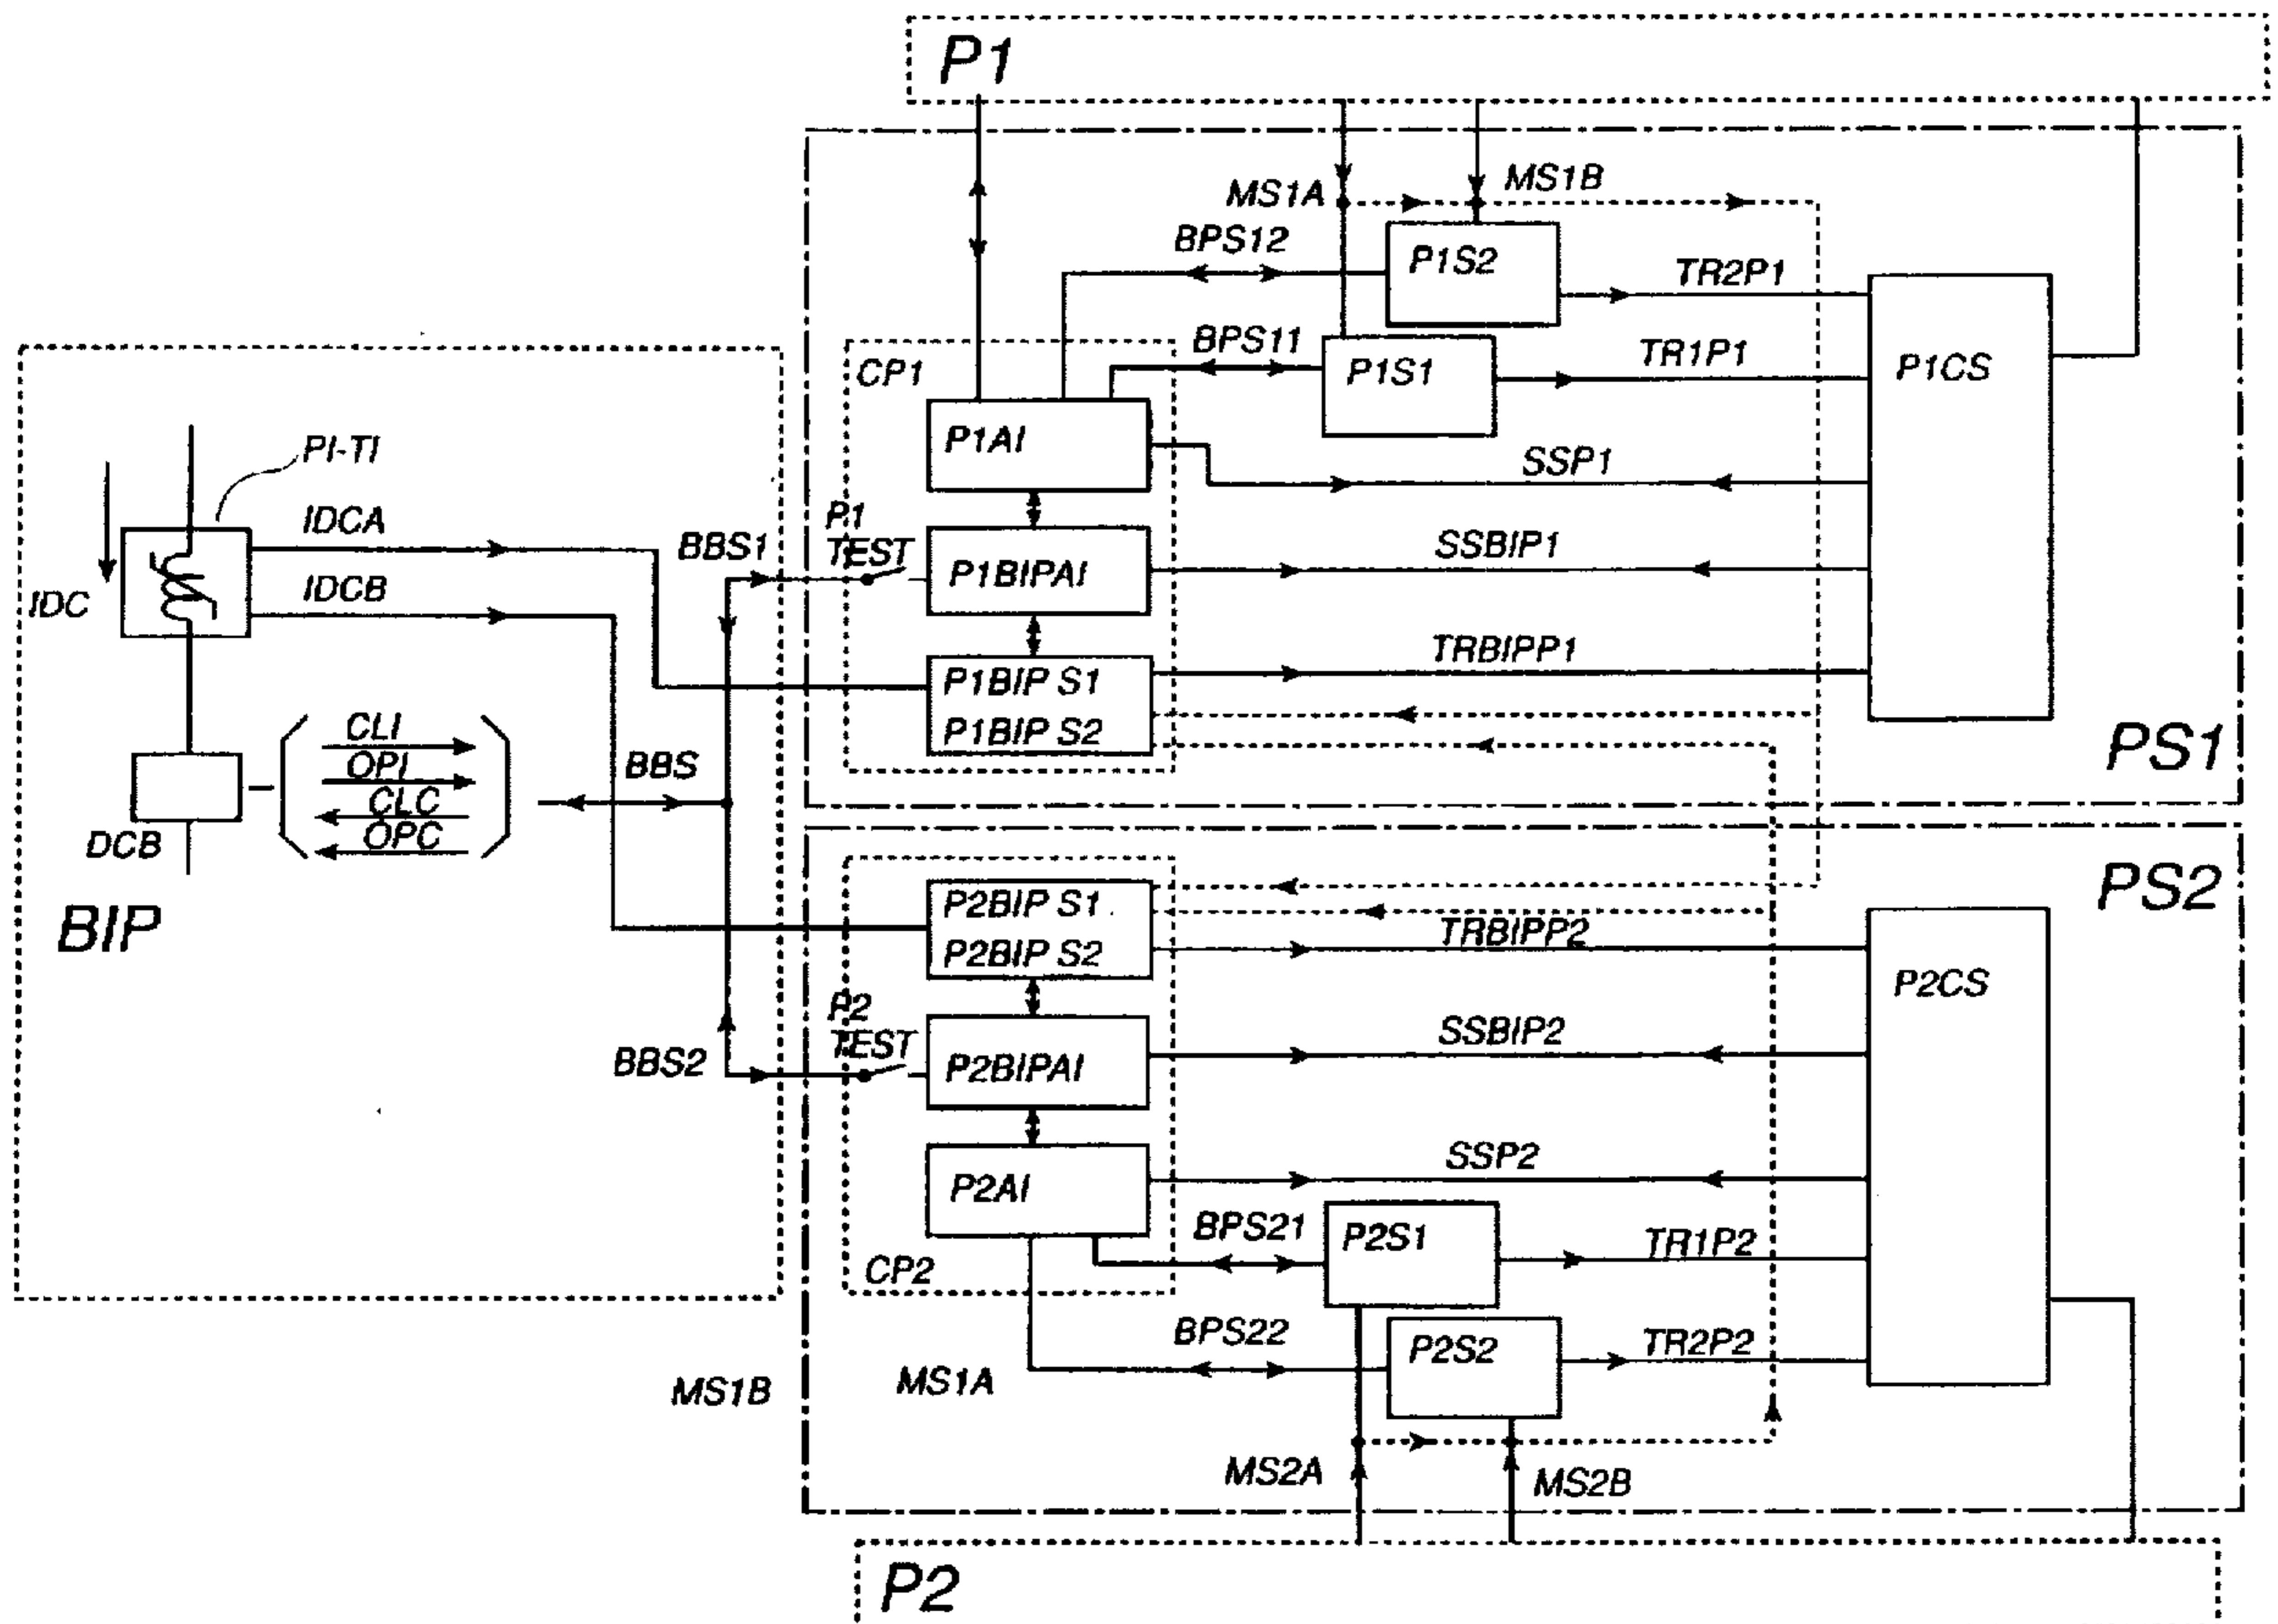 P1
MS1A
MS1B
BPS12
P1S2
TR2P1
BPS11
P1S1
TR1P1
P1CS
CP1
P1AI
SSP1
PI-TI
IDCA
IDCB
IDC
BBS1
P1
TEST
P1BIPAI
SSBIP1
P1BIP S1
P1BIP S2
TRBIPP1
PS1
CLI
OPI
CLC
OPC
BBS
DCB
BIP
PS2
P2BIP S1
P2BIP S2
TRBIPP2
P2CS
P2
TEST
BBS2
P2BIPAI
SSBIP2
P2AI
SSP2
BPS21
P2S1
TR1P2
CP2
BPS22
P2S2
TR2P2
MS1B
MS1A
MS2A
MS2B
P2